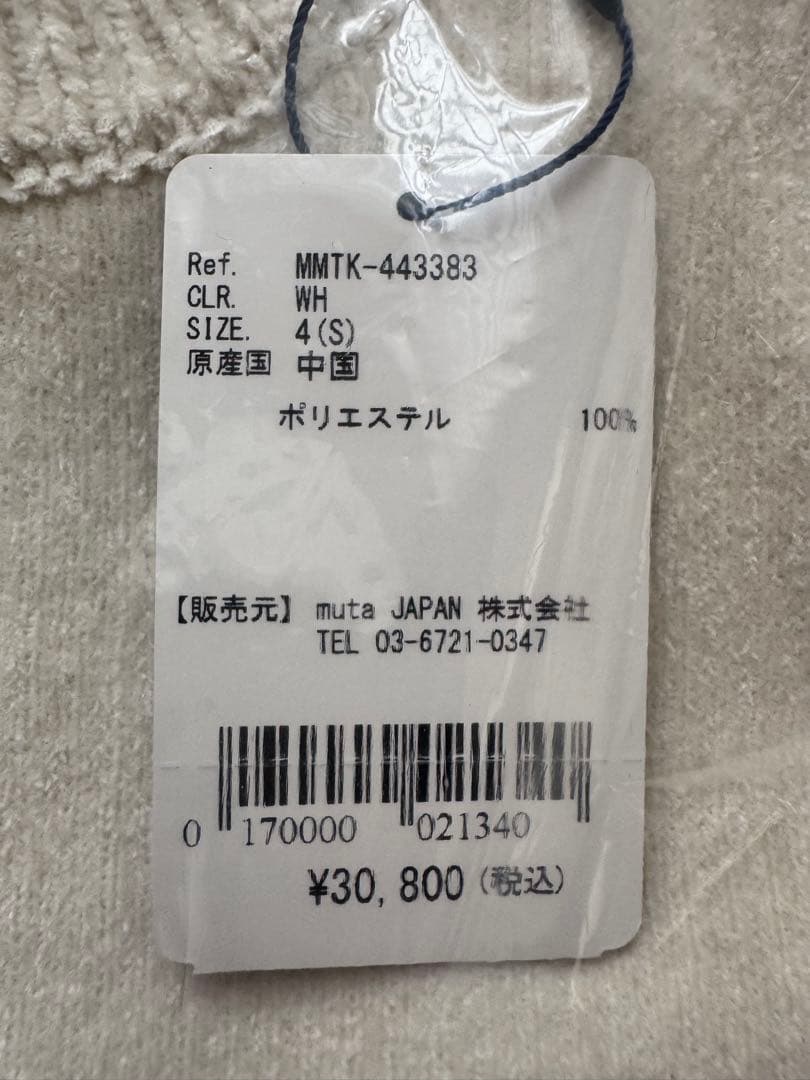 Ref. MMTK-443383
CLR. WH
SIZE. 4(S)
原産国 中国
ポリエステル 100%
【販売元】 muta JAPAN 株式会社
TEL 03-6721-0347
0 170000 021340
¥30,800(税込)